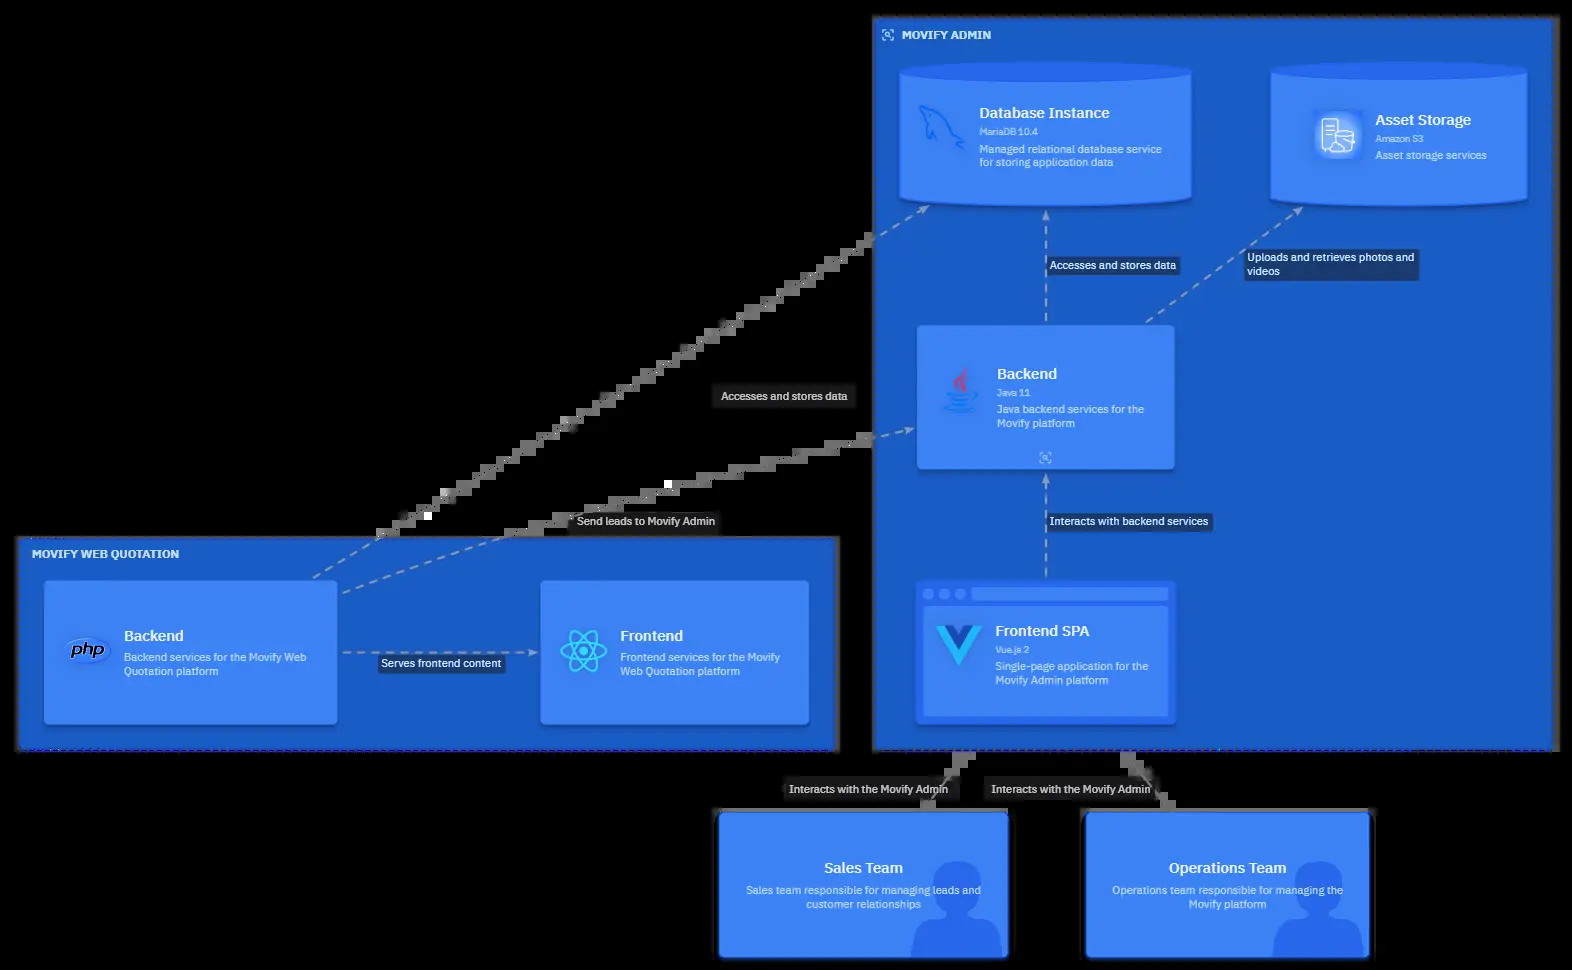 MOVIFY ADMIN
Database Instance
MariaDB 10.4
Managed relational database service
for storing application data
Asset Storage
Amazon S3
Asset storage services
Accesses and stores data
Uploads and retrieves photos and
videos
Backend
Java 11
Java backend services for the
Movify platform
Accesses and stores data
Send leads to Movify Admin
Interacts with backend services
MOVIFY WEB QUOTATION
php
Backend
Backend services for the Movify Web
Quotation platform
Serves frontend content
Frontend
Frontend services for the Movify
Web Quotation platform
Frontend SPA
Vue.js 2
Single-page application for the
Movify Admin platform
Interacts with the Movify Admin
Interacts with the Movify Admin
Sales Team
Sales team responsible for managing leads and
customer relationships
Operations Team
Operations team responsible for managing the
Movify platform